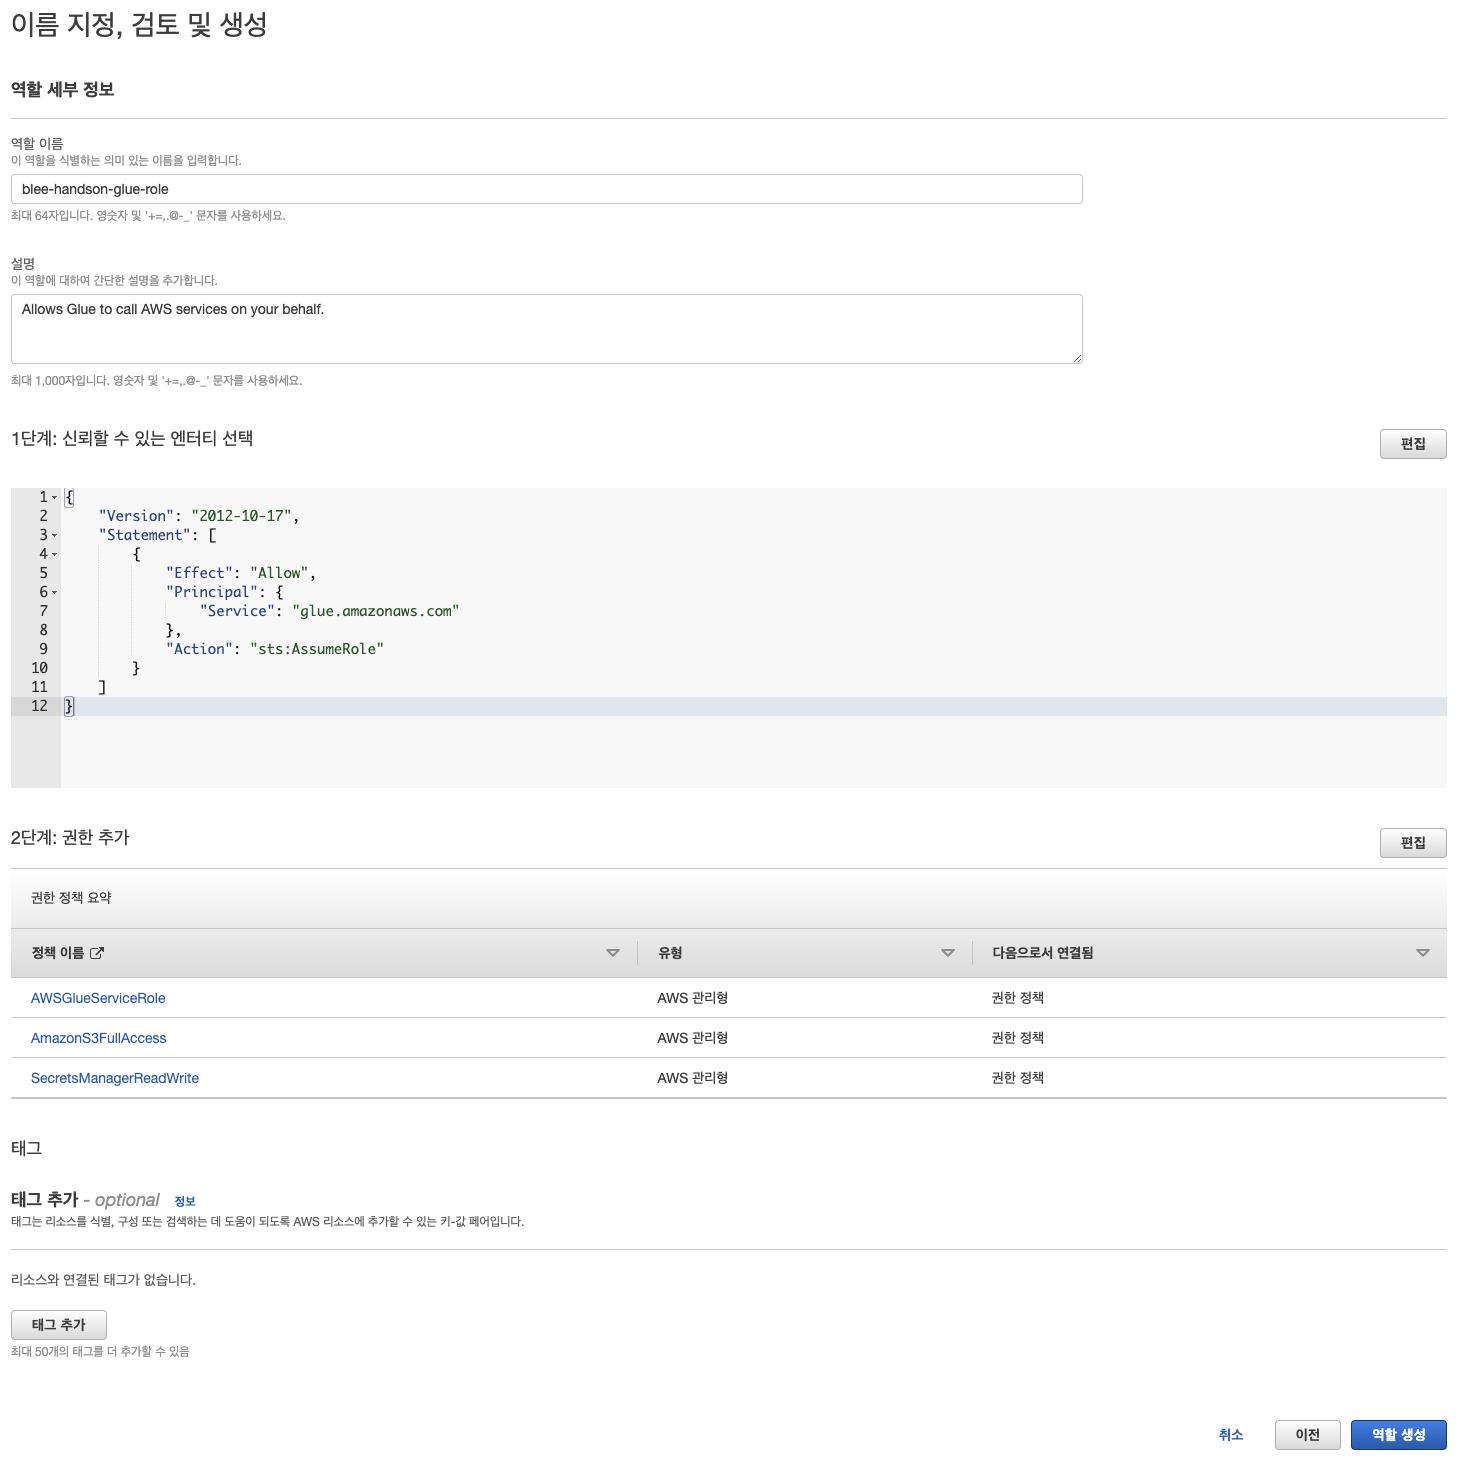 이름 지정, 검토 및 생성
역할 세부 정보
역할 이름
이 역할을 식별하는 의미 있는 이름을 입력합니다.
blee-handson-glue-role
최대 64자입니다. 영숫자 및 '+=,.@-_' 문자를 사용하세요.
설명
이 역할에 대하여 간단한 설명을 추가합니다.
Allows Glue to call AWS services on your behalf.
최대 1,000자입니다. 영숫자 및 '+=,.@-_' 문자를 사용하세요.
1단계: 신뢰할 수 있는 엔터티 선택
편집
1 {
2     "Version": "2012-10-17",
3     "Statement": [
4         {
5             "Effect": "Allow",
6             "Principal": {
7                 "Service": "glue.amazonaws.com"
8             },
9             "Action": "sts:AssumeRole"
10         }
11     ]
12 }
2단계: 권한 추가
편집
권한 정책 요약
정책 이름 유형 다음으로서 연결됨
AWSGlueServiceRole AWS 관리형 권한 정책
AmazonS3FullAccess AWS 관리형 권한 정책
SecretsManagerReadWrite AWS 관리형 권한 정책
태그
태그 추가 - optional 정보
태그는 리소스를 식별, 구성 또는 검색하는 데 도움이 되도록 AWS 리소스에 추가할 수 있는 키-값 페어입니다.
리소스와 연결된 태그가 없습니다.
태그 추가
최대 50개의 태그를 더 추가할 수 있음
취소 이전 역할 생성